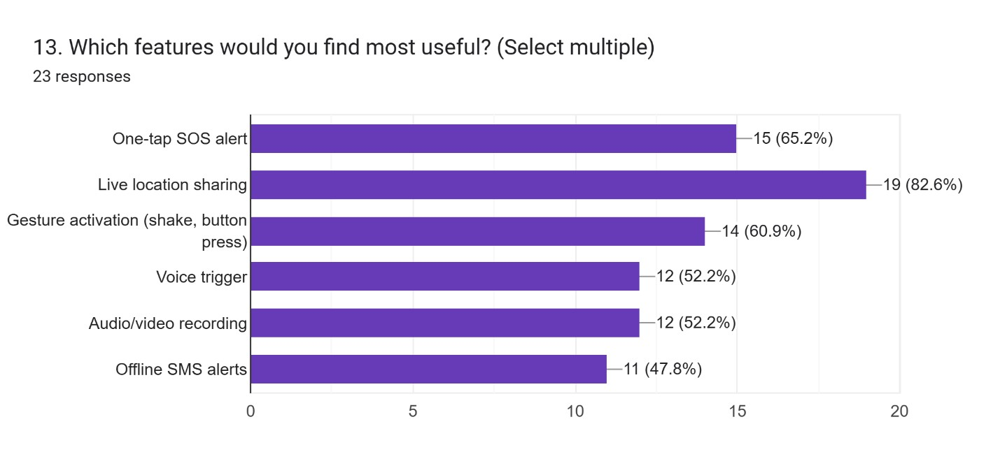 13. Which features would you find most useful? (Select multiple)
23 responses
One-tap SOS alert
15 (65.2%)
Live location sharing
19 (82.6%)
Gesture activation (shake, button
press)
14 (60.9%)
Voice trigger
12 (52.2%)
Audio/video recording
12 (52.2%)
Offline SMS alerts
11 (47.8%)
0 5 10 15 20